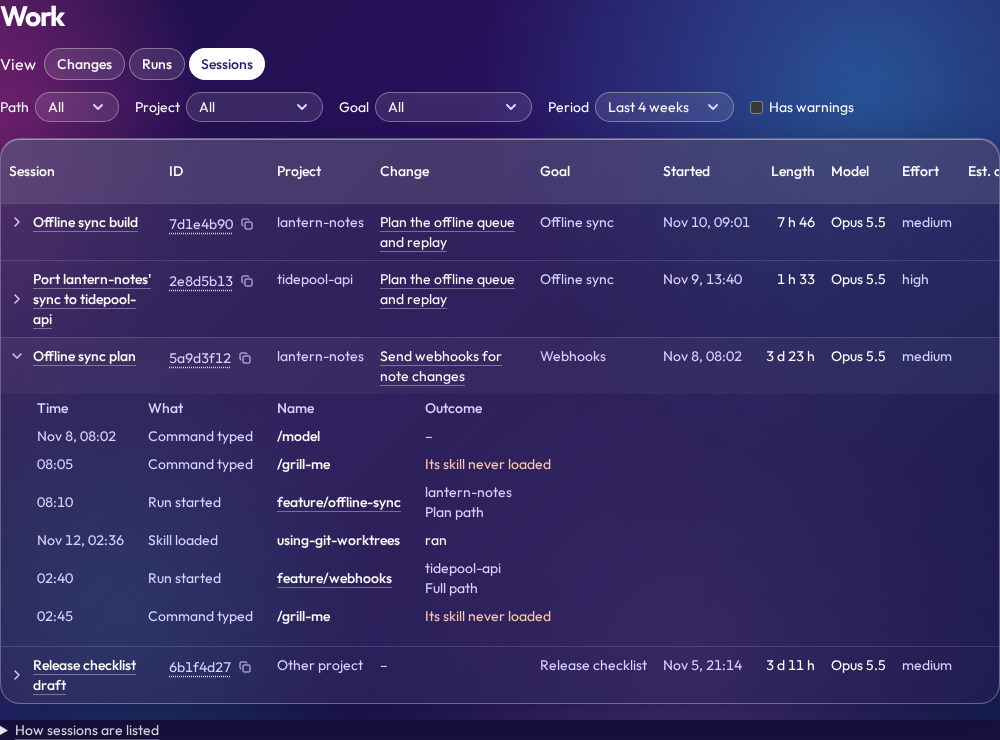 Work
View Changes Runs Sessions
Path All Project All Goal All Period Last 4 weeks Has warnings
Session ID Project Change Goal Started Length Model Effort Est.
Offline sync build 7d1e4b90 lantern-notes Plan the offline queue and replay Offline sync Nov 10, 09:01 7 h 46 Opus 5.5 medium
Port lantern-notes' sync to tidepool-api 2e8d5b13 tidepool-api Plan the offline queue and replay Offline sync Nov 9, 13:40 1 h 33 Opus 5.5 high
Offline sync plan 5a9d3f12 lantern-notes Send webhooks for note changes Webhooks Nov 8, 08:02 3 d 23 h Opus 5.5 medium
Time What Name Outcome
Nov 8, 08:02 Command typed /model –
08:05 Command typed /grill-me Its skill never loaded
08:10 Run started feature/offline-sync lantern-notes Plan path
Nov 12, 02:36 Skill loaded using-git-worktrees ran
02:40 Run started feature/webhooks tidepool-api Full path
02:45 Command typed /grill-me Its skill never loaded
Release checklist draft 6b1f4d27 Other project – Release checklist Nov 5, 21:14 3 d 11 h Opus 5.5 medium
How sessions are listed